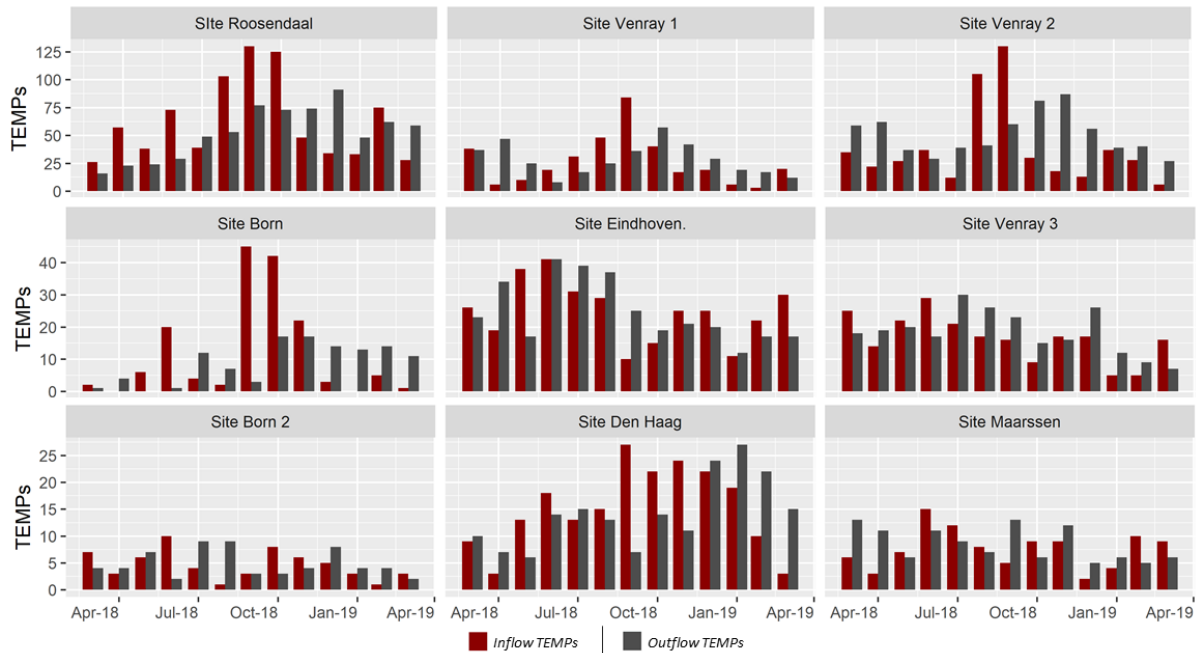 SIte Roosendaal
Site Venray 1
Site Venray 2
TEMPs
125
100
75
50
25
0
Site Born
Site Eindhoven.
Site Venray 3
TEMPs
40
30
20
10
0
Site Born 2
Site Den Haag
Site Maarssen
TEMPs
25
20
15
10
5
0
Apr-18 Jul-18 Oct-18 Jan-19 Apr-19
Apr-18 Jul-18 Oct-18 Jan-19 Apr-19
Apr-18 Jul-18 Oct-18 Jan-19 Apr-19
Inflow TEMPs | Outflow TEMPs